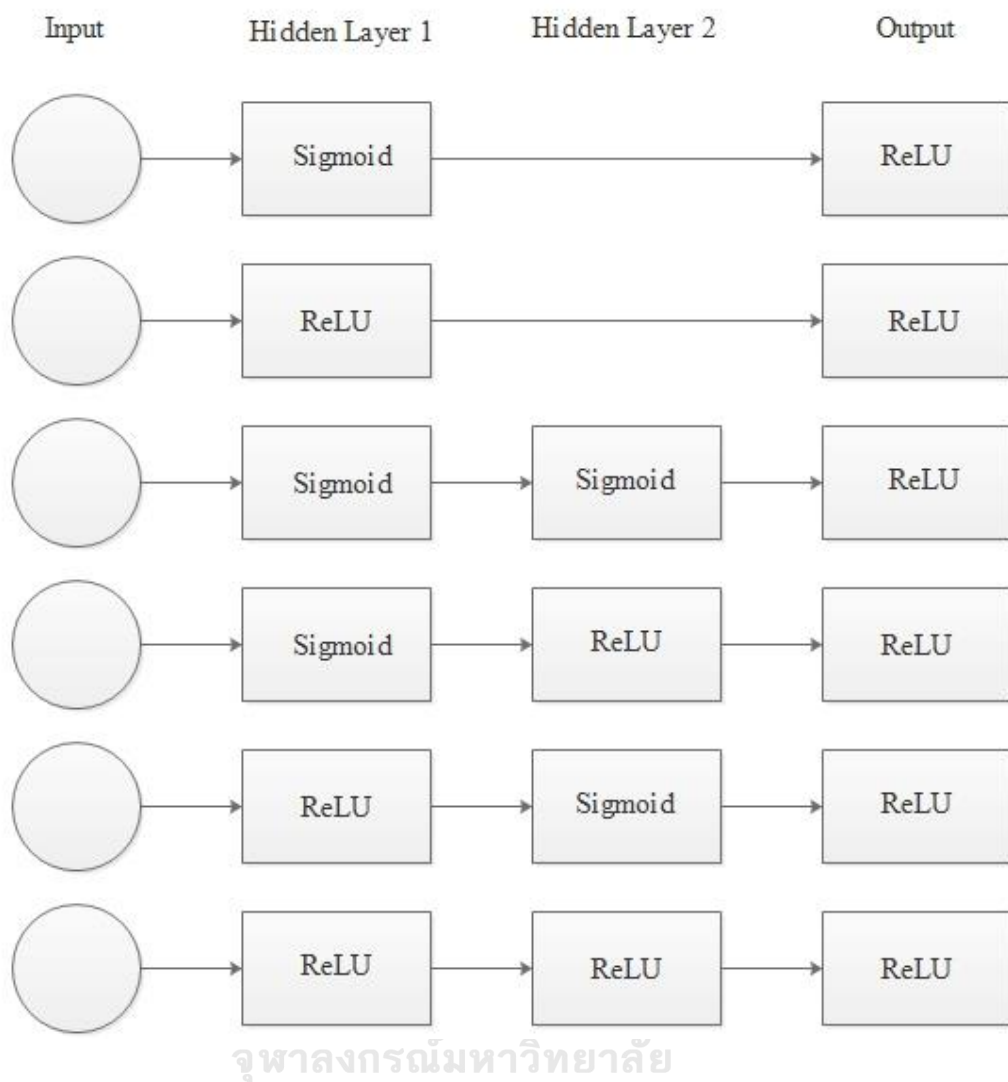 Input Hidden Layer 1 Hidden Layer 2 Output
Sigmoid ReLU
ReLU ReLU
Sigmoid Sigmoid ReLU
Sigmoid ReLU ReLU
ReLU Sigmoid ReLU
ReLU ReLU ReLU
จุฬาลงกรณ์มหาวิทยาลัย